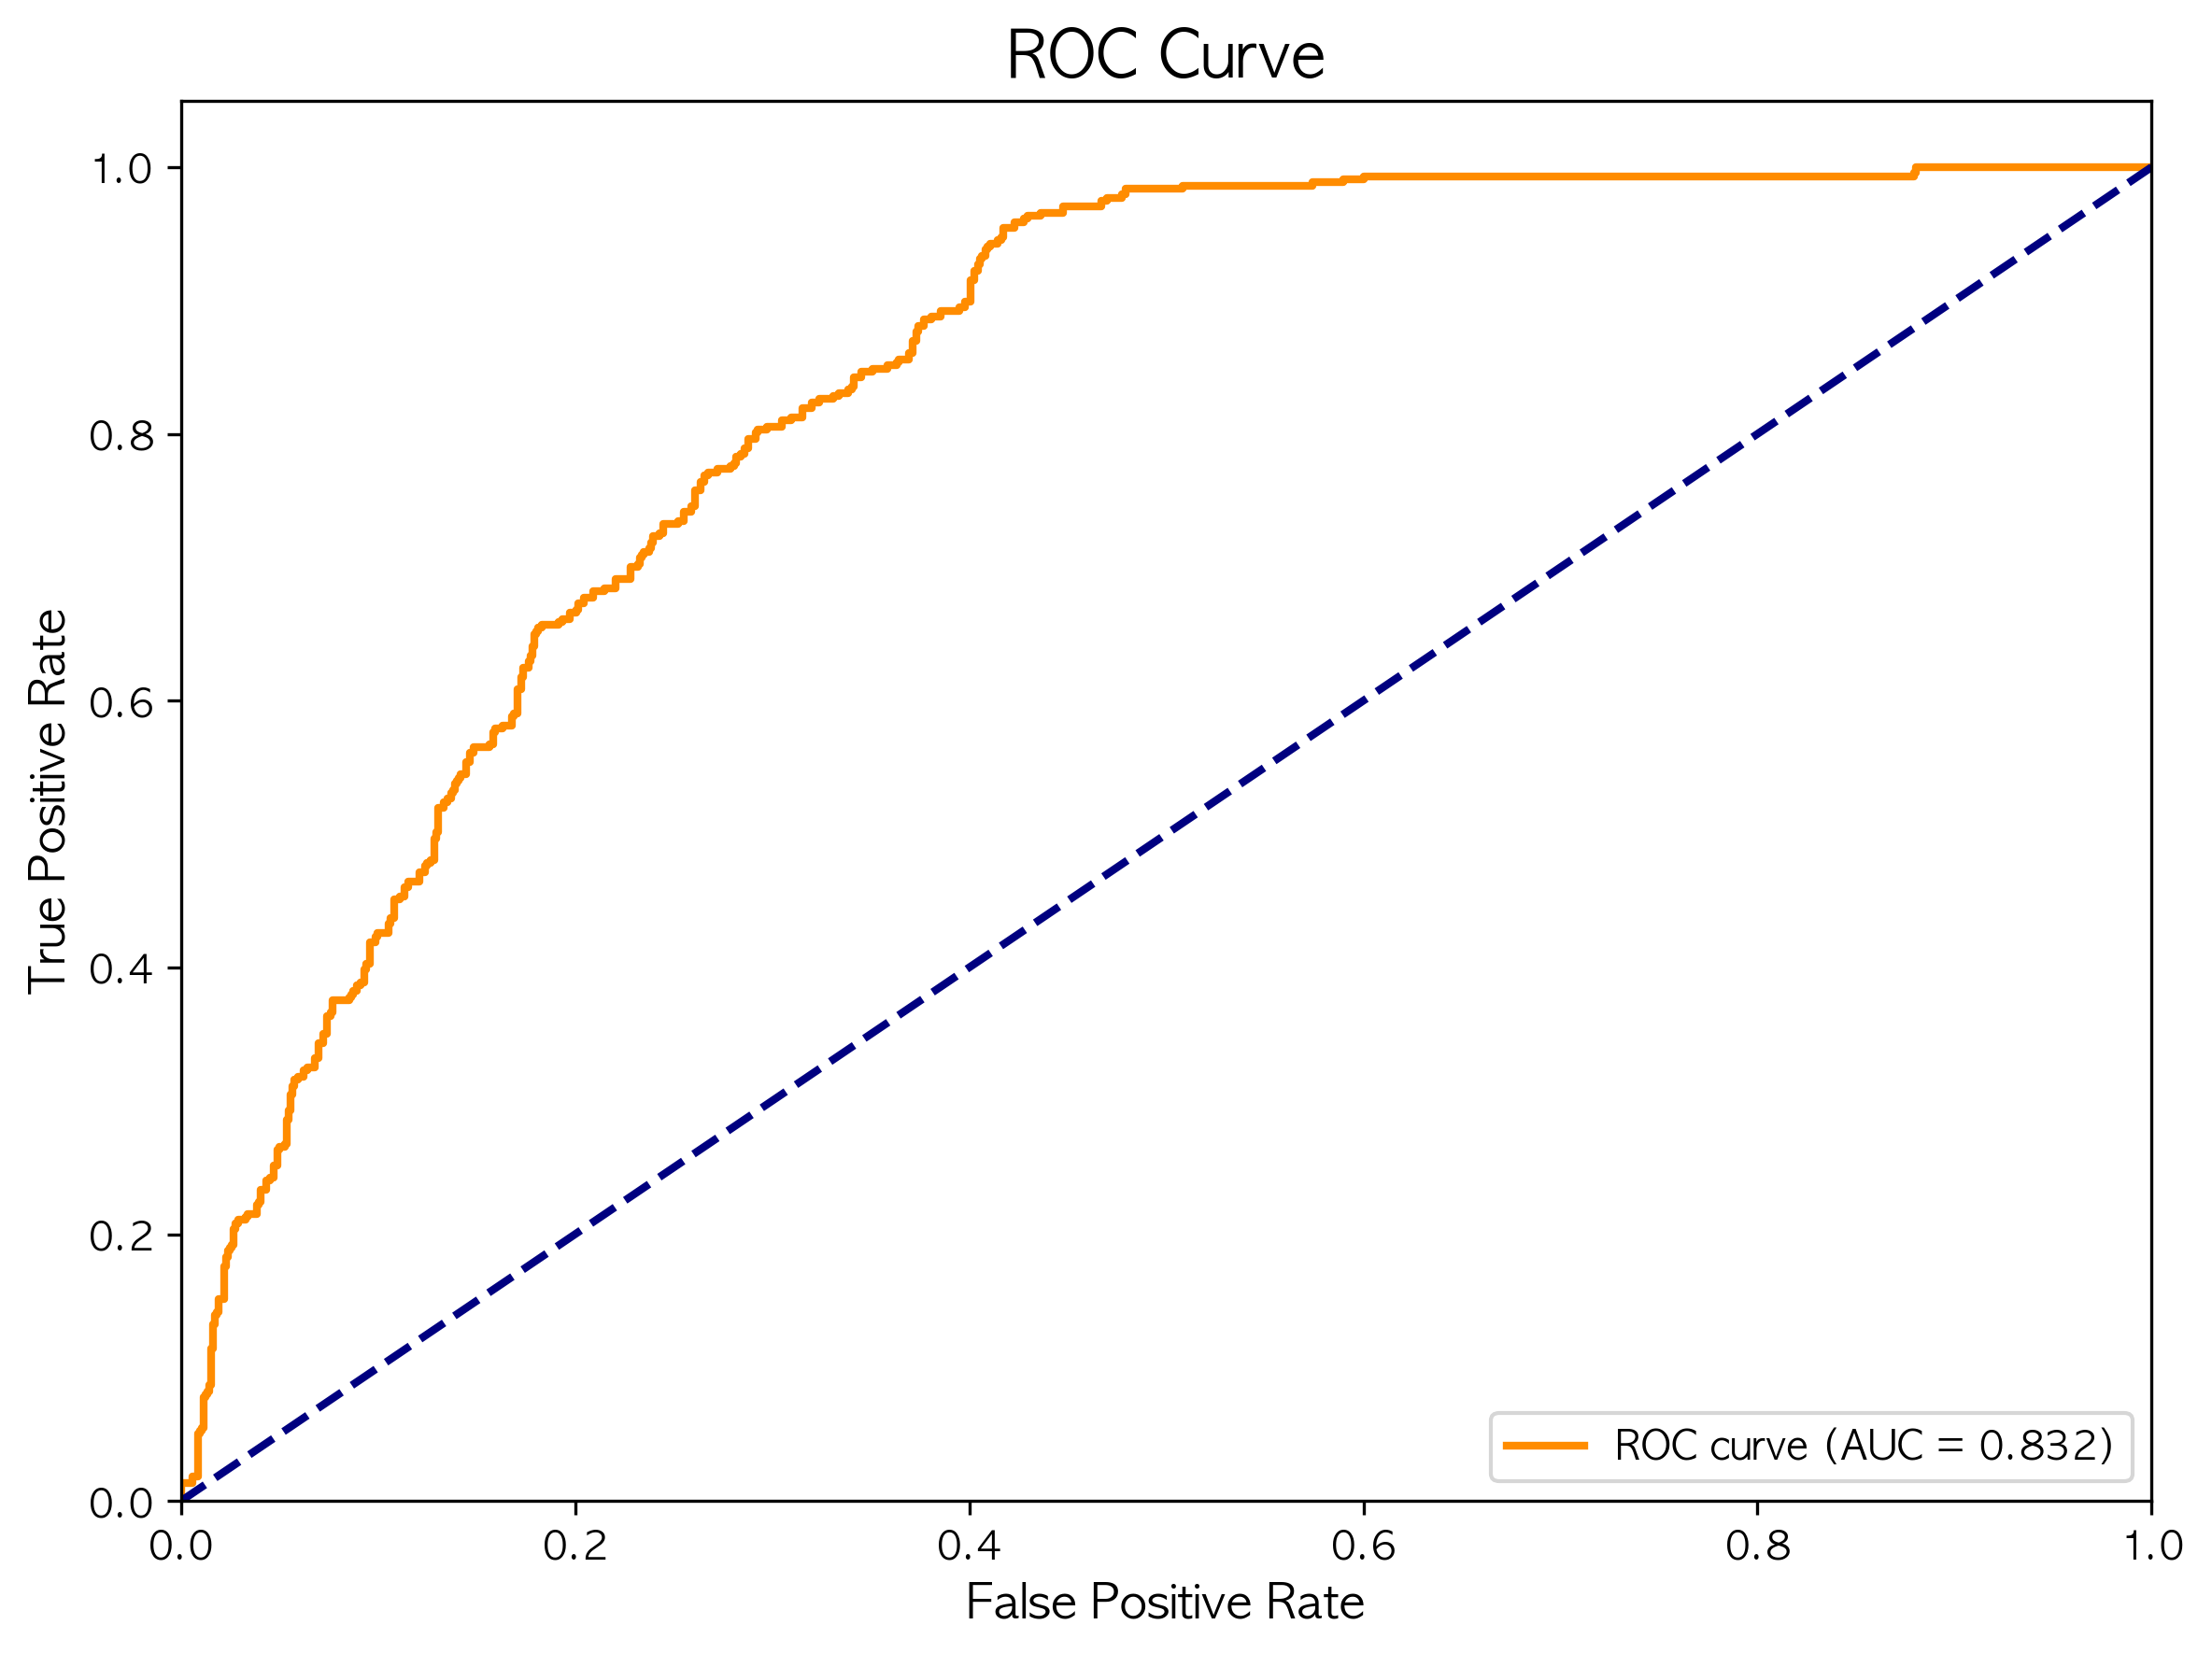 ROC Curve
True Positive Rate
1.0
0.8
0.6
0.4
0.2
0.0
0.0 0.2 0.4 0.6 0.8 1.0
False Positive Rate
ROC curve (AUC = 0.832)